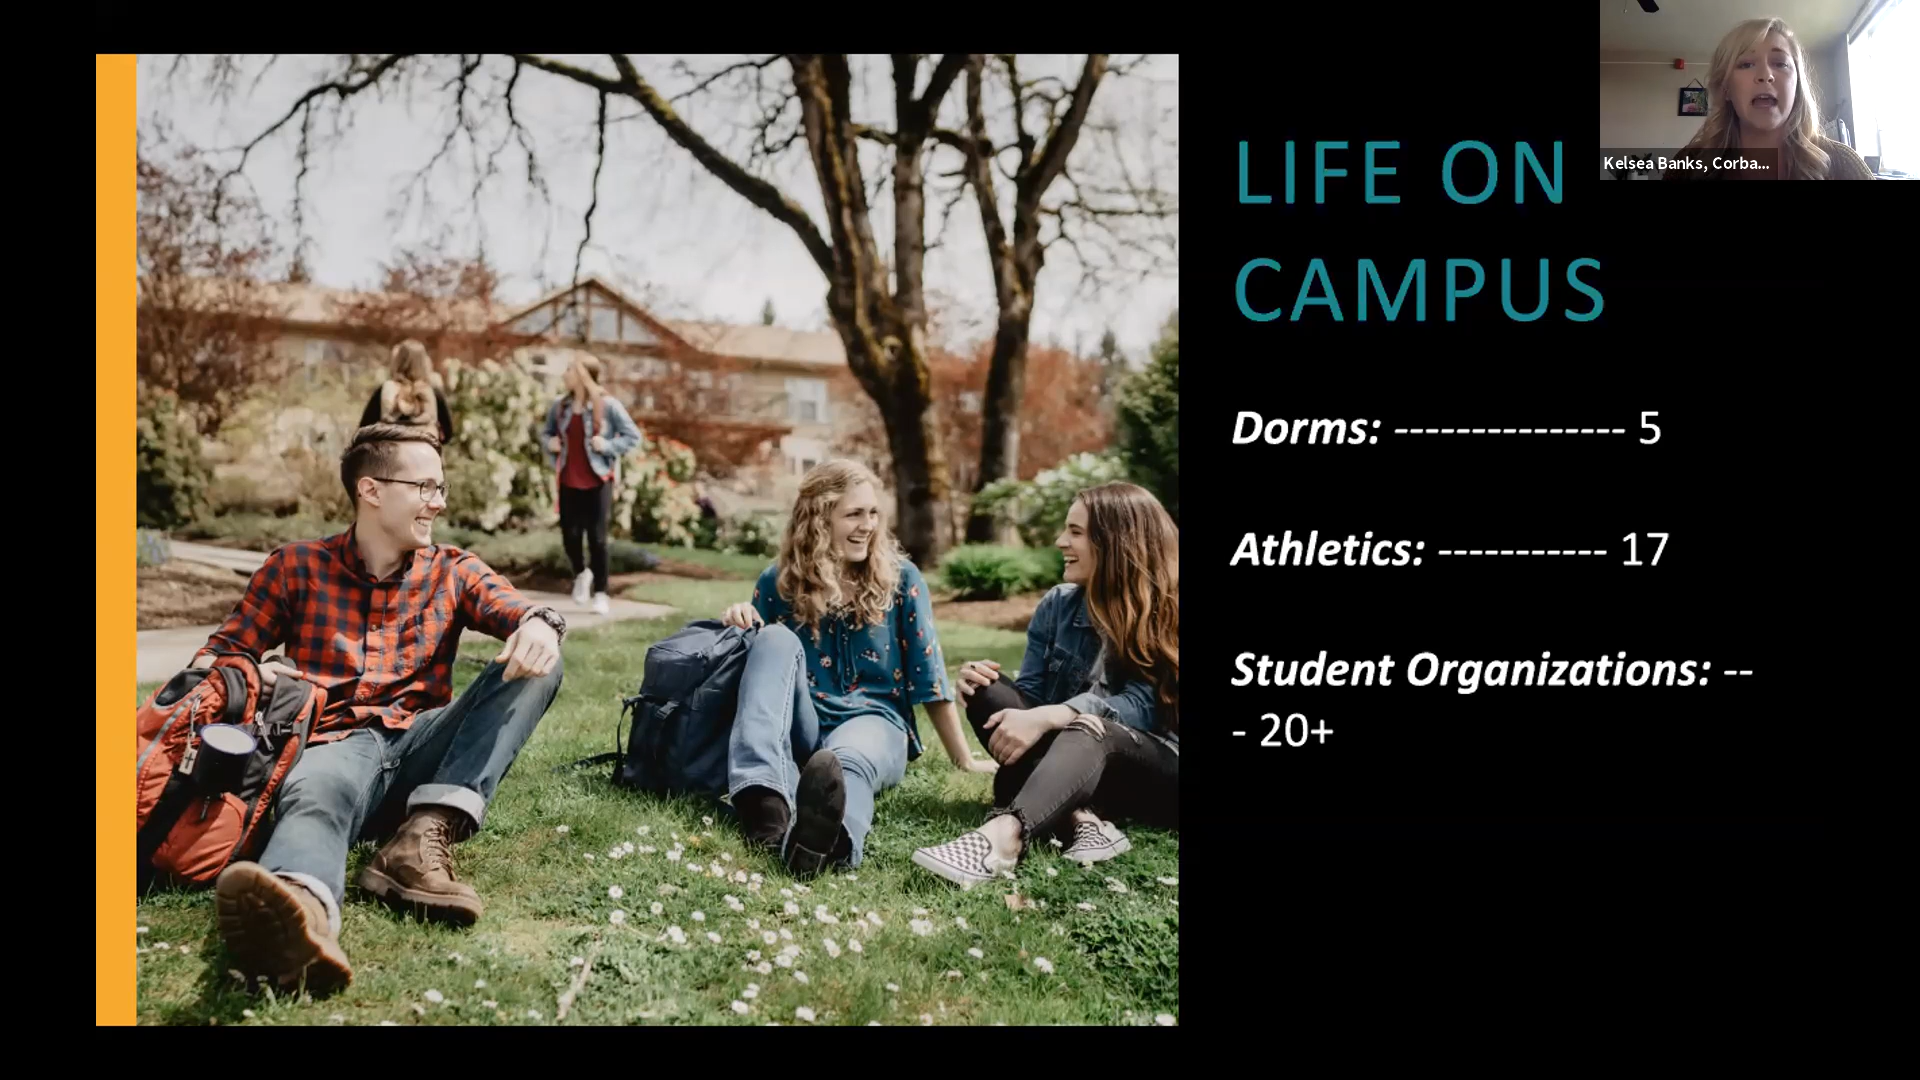 LIFE ON
CAMPUS
Kelsea Banks, Corba...
Dorms: --------------- 5
Athletics: ----------- 17
Student Organizations: --
- 20+